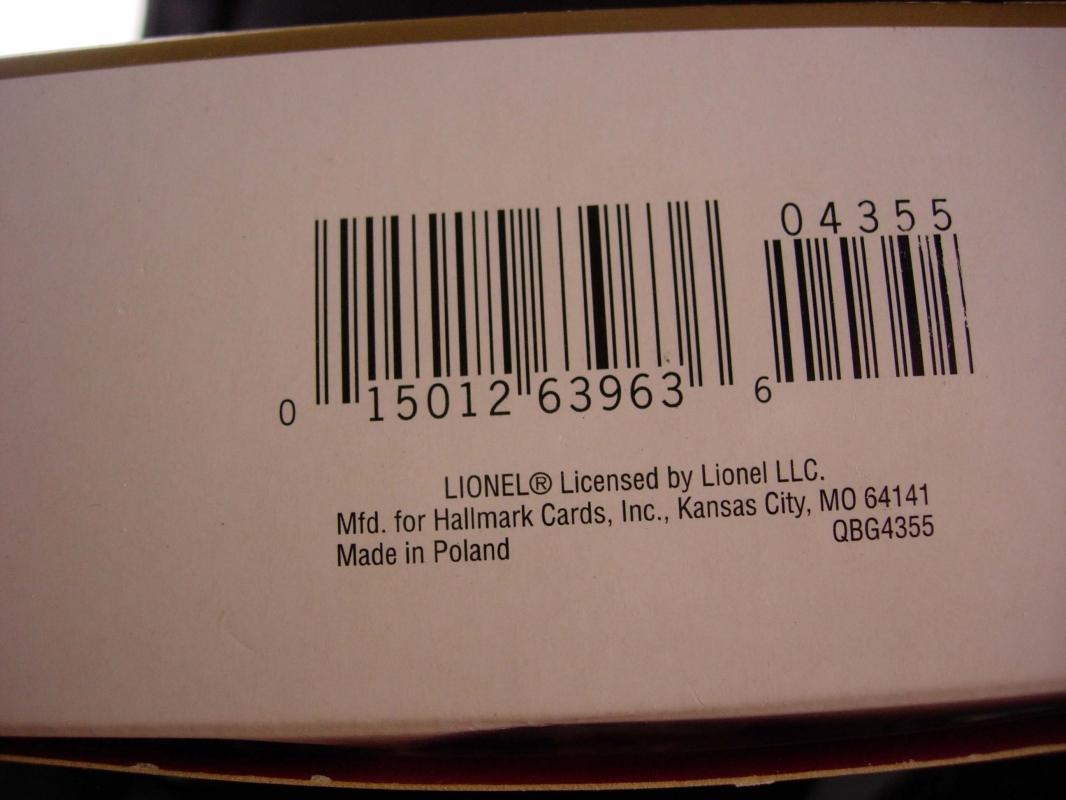 04355
0 15012 63963 6
LIONEL® Licensed by Lionel LLC.
Mfd. for Hallmark Cards, Inc., Kansas City, MO 64141
Made in Poland QBG4355